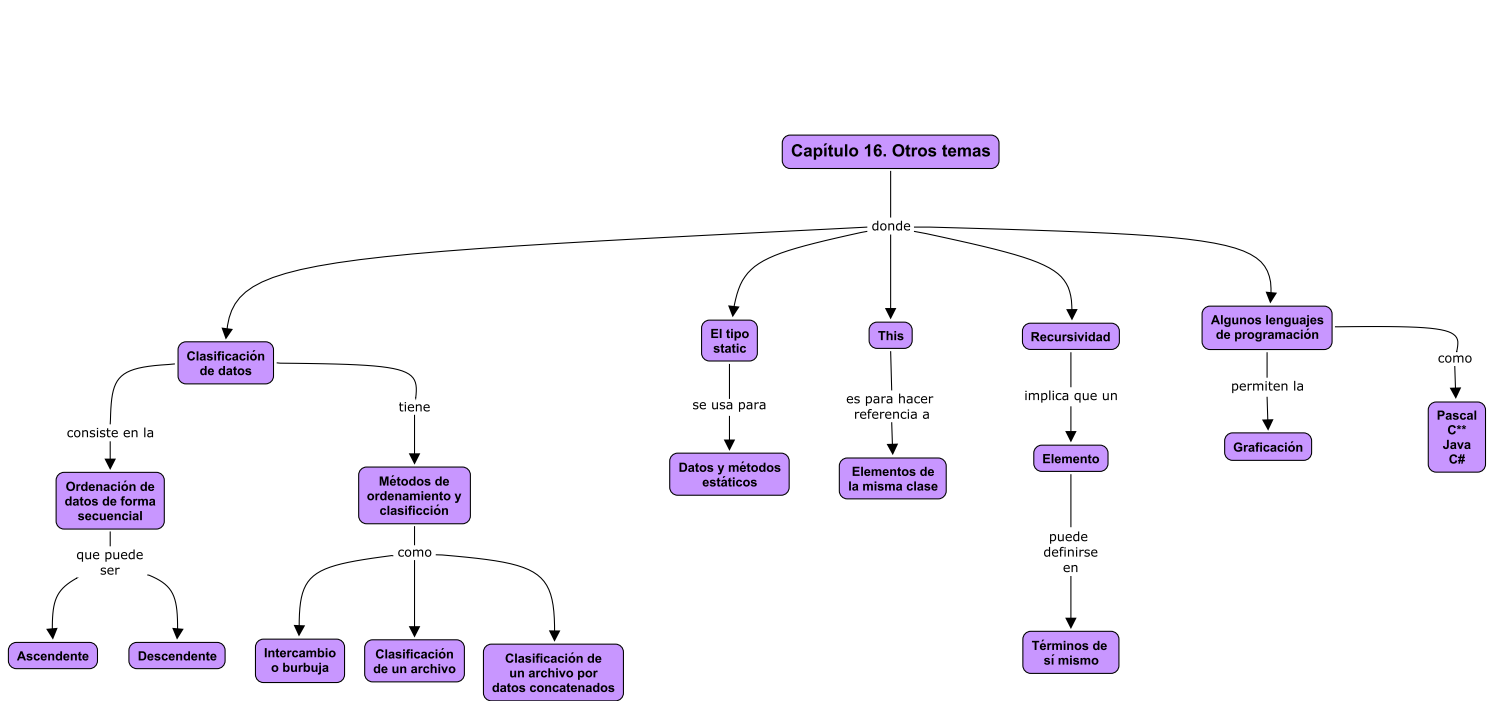 Capítulo 16. Otros temas
donde
Clasificación
de datos
consiste en la
Ordenación de
datos de forma
secuencial
que puede
ser
Ascendente
Descendente
tiene
Métodos de
ordenamiento y
clasificción
como
Intercambio
o burbuja
Clasificación
de un archivo
Clasificación de
un archivo por
datos concatenados
El tipo
static
se usa para
Datos y métodos
estáticos
This
es para hacer
referencia a
Elementos de
la misma clase
Recursividad
implica que un
Elemento
puede
definirse
en
Términos de
sí mismo
Algunos lenguajes
de programación
permiten la
Graficación
como
Pascal
C**
Java
C#